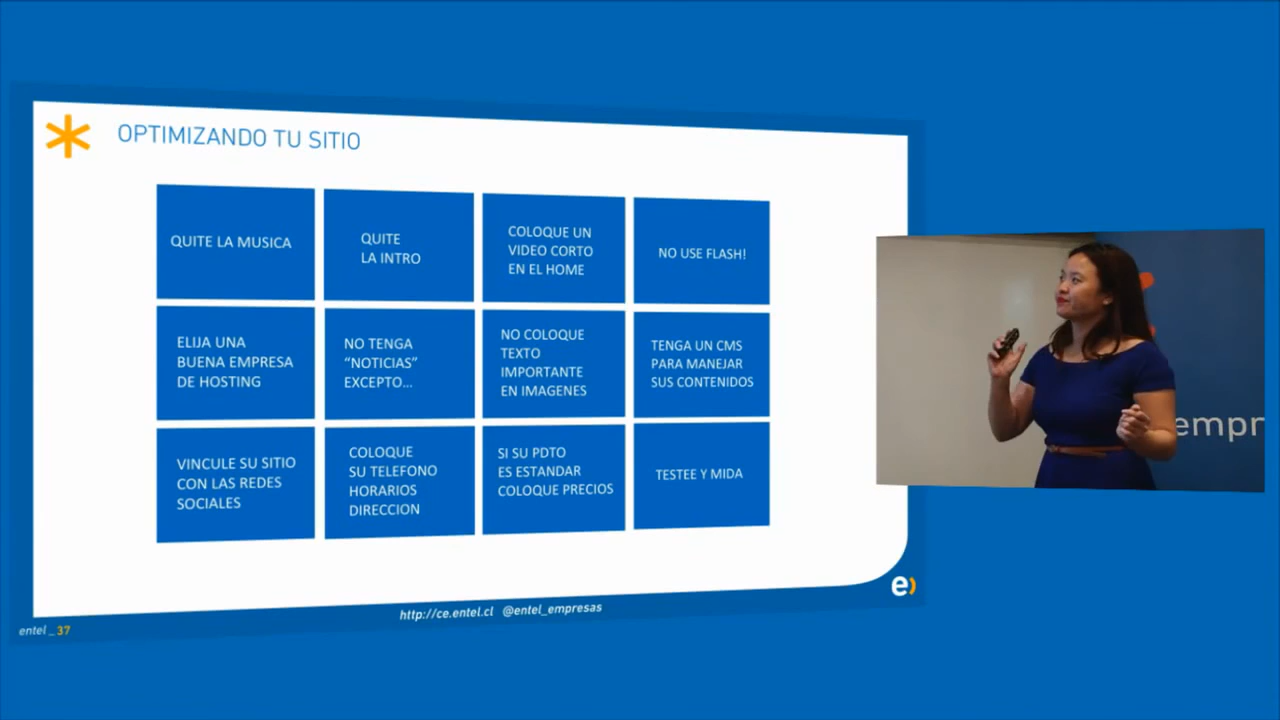 OPTIMIZANDO TU SITIO
QUITE LA MUSICA
QUITE
LA INTRO
COLOQUE UN
VIDEO CORTO
EN EL HOME
NO USE FLASH!
ELIJA UNA
BUENA EMPRESA
DE HOSTING
NO TENGA
“NOTICIAS”
EXCEPTO...
NO COLOQUE
TEXTO
IMPORTANTE
EN IMAGENES
TENGA UN CMS
PARA MANEJAR
SUS CONTENIDOS
VINCULE SU SITIO
CON LAS REDES
SOCIALES
COLOQUE
SU TELEFONO
HORARIOS
DIRECCION
SI SU PDTO
ES ESTANDAR
COLOQUE PRECIOS
TESTEE Y MIDA
e)
http://ce.entel.cl @entel_empresas
entel _ 37
empr